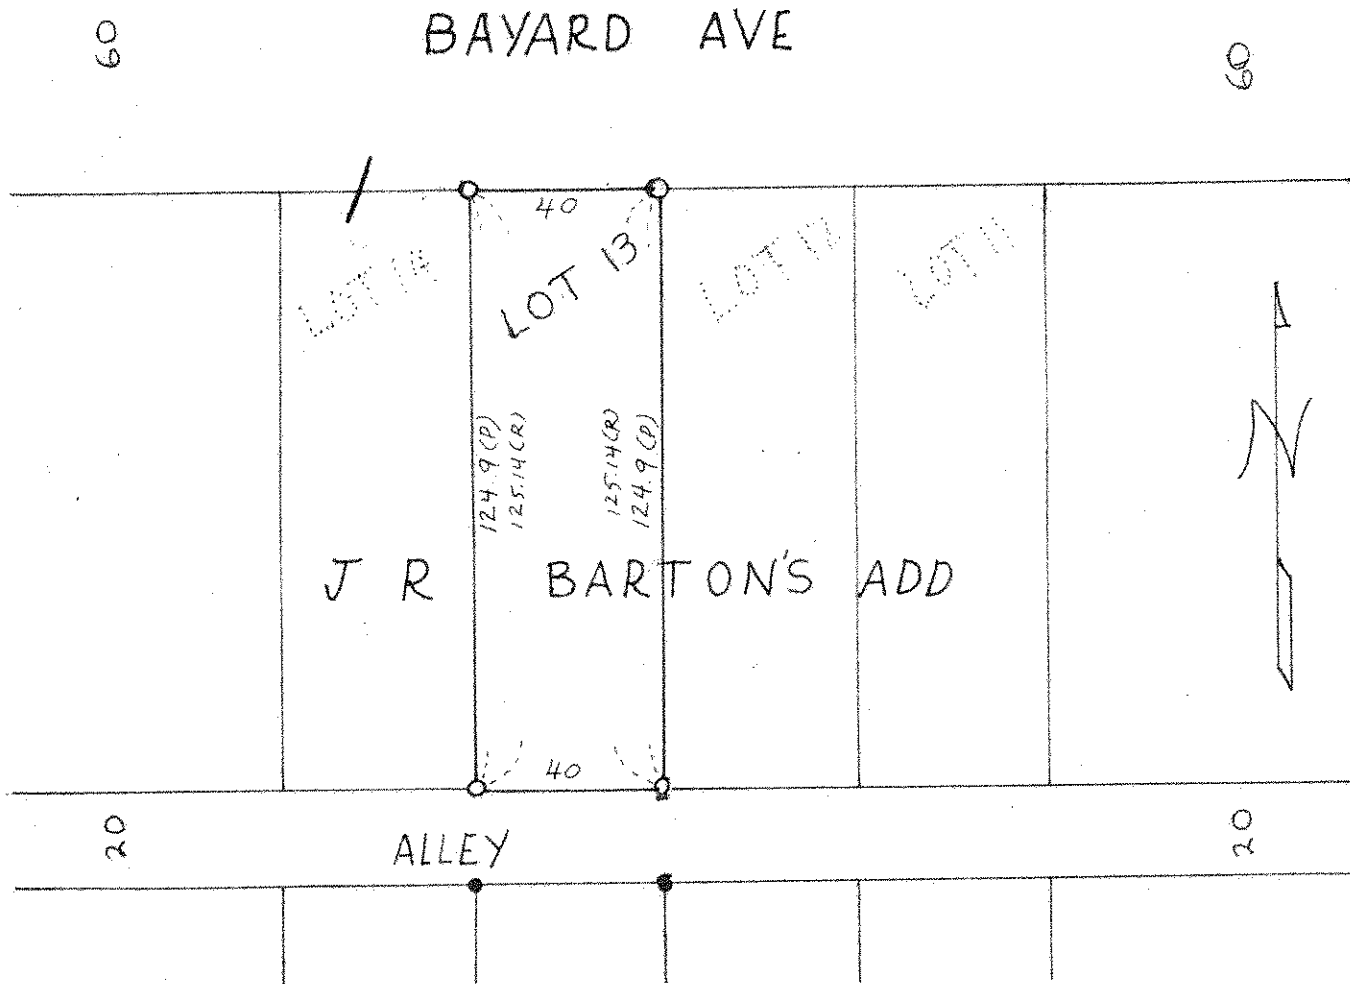 60
BAYARD AVE
60
40
LOT 14
LOT 13
LOT 12
LOT 11
124.9 (P)
125.14 (R)
125.14 (R)
124.9 (P)
N
J R BARTON'S ADD
40
20
ALLEY
20